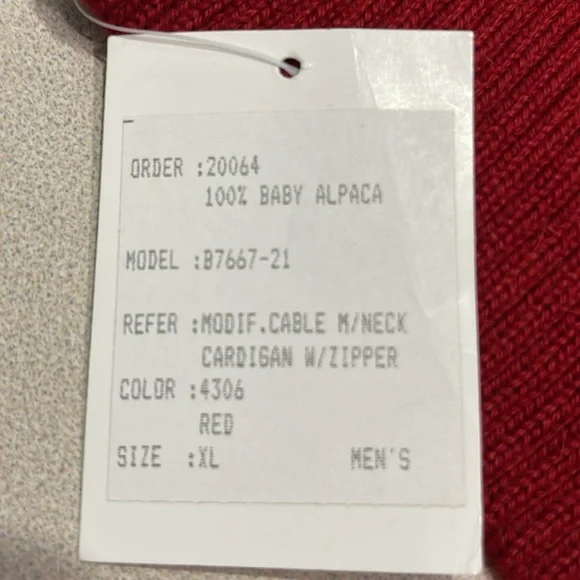 ORDER :20064
100% BABY ALPACA
MODEL :B7667-21
REFER :MODIF.CABLE M/NECK
CARDIGAN W/ZIPPER
COLOR :4306
RED
SIZE :XL MEN'S